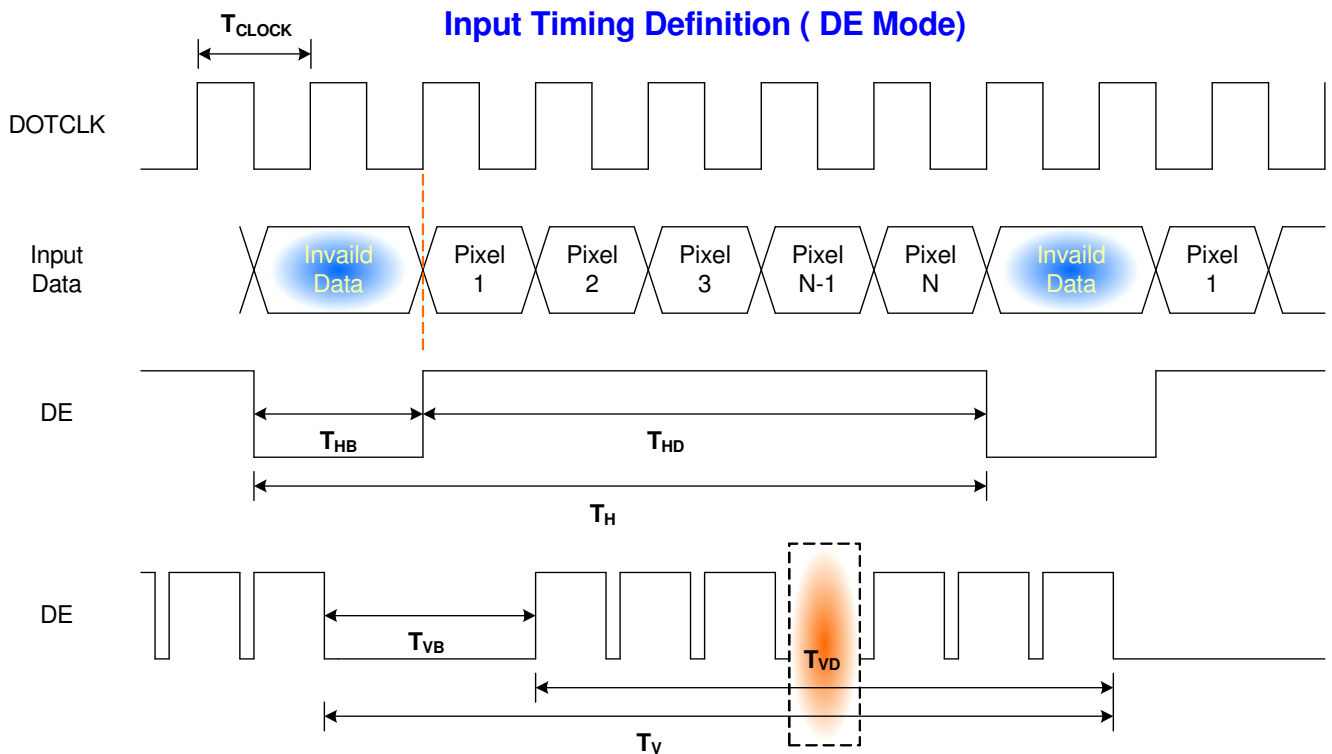 Input Timing Definition ( DE Mode)
TCLOCK
DOTCLK
Input
Data
Invaild
Data
Pixel
1
Pixel
2
Pixel
3
Pixel
N-1
Pixel
N
Invaild
Data
Pixel
1
DE
THB
THD
TH
DE
TVB
TVD
TV